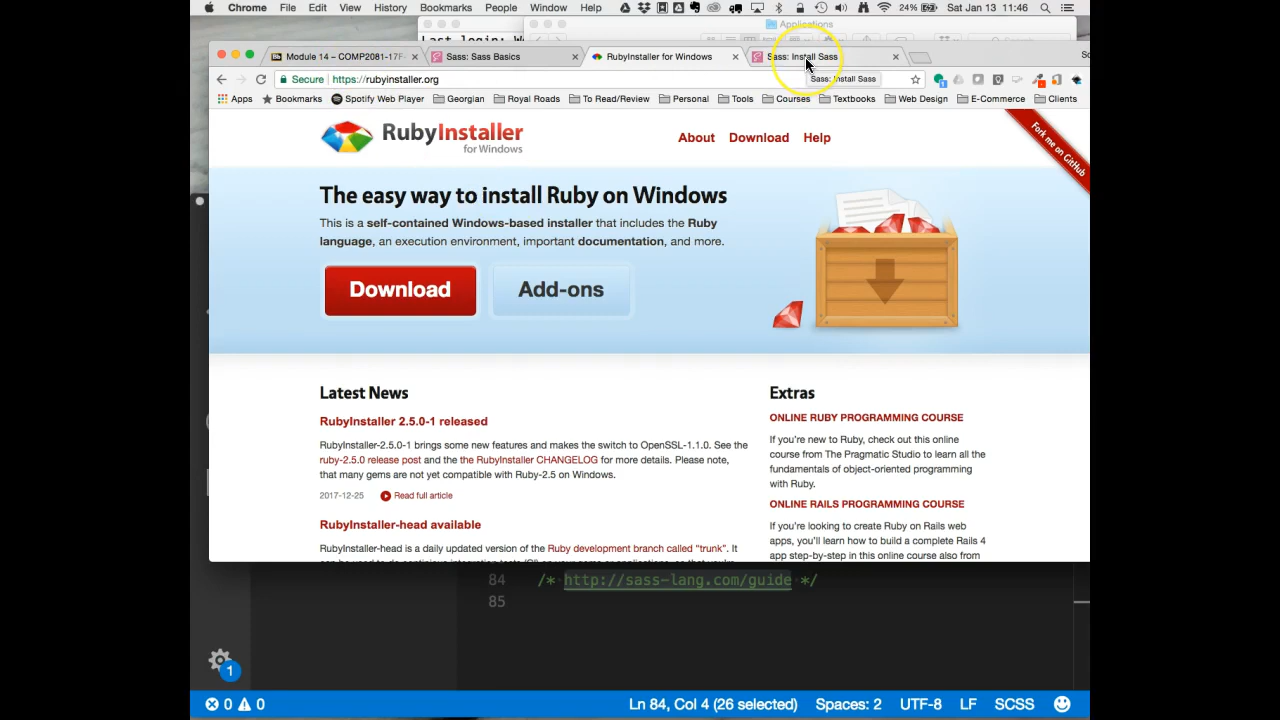 Chrome File Edit View History Bookmarks People Window Help 24% Sat Jan 13 11:46
Applications
Last login: We
Module 14 – COMP2081-17F- Sass: Sass Basics RubyInstaller for Windows Sass: Install Sass
Secure https://rubyinstaller.org
Sass: Install Sass
Apps Bookmarks Spotify Web Player Georgian Royal Roads To Read/Review Personal Tools Courses Textbooks Web Design E-Commerce Clients
RubyInstaller
for Windows
About Download Help
Fork me on GitHub
The easy way to install Ruby on Windows
This is a self-contained Windows-based installer that includes the Ruby
language, an execution environment, important documentation, and more.
Download Add-ons
Latest News
RubyInstaller 2.5.0-1 released
RubyInstaller-2.5.0-1 brings some new features and makes the switch to OpenSSL-1.1.0. See the
ruby-2.5.0 release post and the the RubyInstaller CHANGELOG for more details. Please note,
that many gems are not yet compatible with Ruby-2.5 on Windows.
2017-12-25 Read full article
RubyInstaller-head available
RubyInstaller-head is a daily updated version of the Ruby development branch called "trunk". It
Extras
ONLINE RUBY PROGRAMMING COURSE
If you're new to Ruby, check out this online
course from The Pragmatic Studio to learn all the
fundamentals of object-oriented programming
with Ruby.
ONLINE RAILS PROGRAMMING COURSE
If you're looking to create Ruby on Rails web
apps, you'll learn how to build a complete Rails 4
app step-by-step in this online course also from
84 /* http://sass-lang.com/guide */
85
1
0 0 Ln 84, Col 4 (26 selected) Spaces: 2 UTF-8 LF SCSS